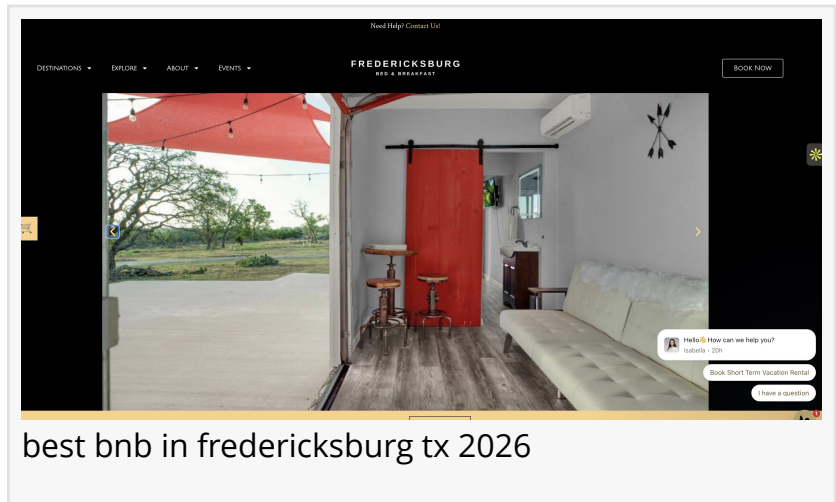 Need Help? Contact Us!
DESTINATIONS
EXPLORE
ABOUT
EVENTS
FREDERICKSBURG
BED & BREAKFAST
BOOK NOW
Hello👋 How can we help you?
Isabella • 20h
Book Short Term Vacation Rental
I have a question
1
best bnb in fredericksburg tx 2026